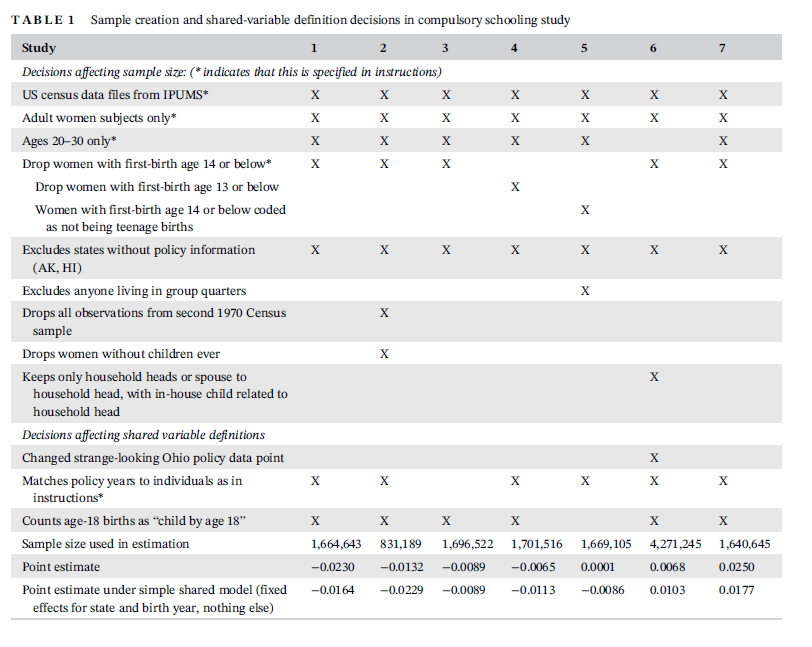 TABLE 1 Sample creation and shared-variable definition decisions in compulsory schooling study
Study 1 2 3 4 5 6 7
Decisions affecting sample size: (* indicates that this is specified in instructions)
US census data files from IPUMS* X X X X X X X
Adult women subjects only* X X X X X X X
Ages 20–30 only* X X X X X X
Drop women with first-birth age 14 or below* X X X X X
Drop women with first-birth age 13 or below X
Women with first-birth age 14 or below coded X
as not being teenage births
Excludes states without policy information X X X X X X X
(AK, HI)
Excludes anyone living in group quarters X
Drops all observations from second 1970 Census X
sample
Drops women without children ever X
Keeps only household heads or spouse to X
household head, with in-house child related to
household head
Decisions affecting shared variable definitions
Changed strange-looking Ohio policy data point X
Matches policy years to individuals as in X X X X X X
instructions*
Counts age-18 births as “child by age 18” X X X X X X
Sample size used in estimation 1,664,643 831,189 1,696,522 1,701,516 1,669,105 4,271,245 1,640,645
Point estimate −0.0230 −0.0132 −0.0089 −0.0065 0.0001 0.0068 0.0250
Point estimate under simple shared model (fixed −0.0164 −0.0229 −0.0089 −0.0113 −0.0086 0.0103 0.0177
effects for state and birth year, nothing else)